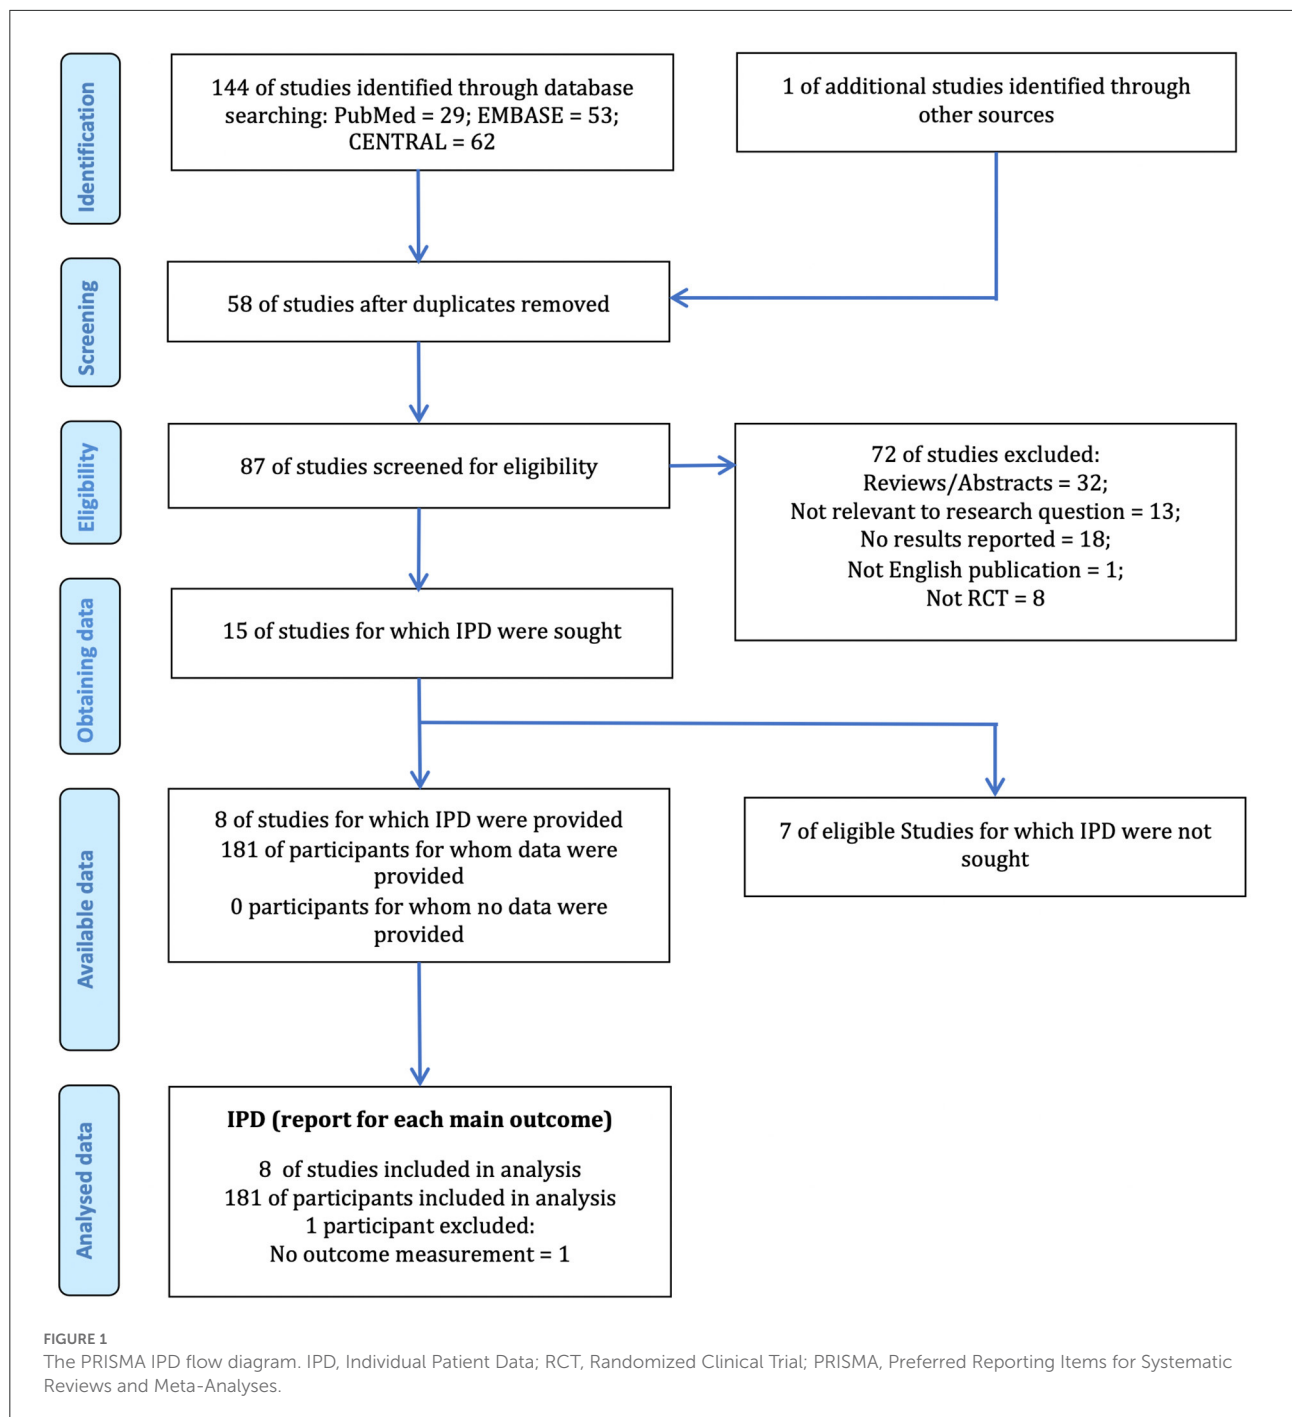 Identification
144 of studies identified through database
searching: PubMed = 29; EMBASE = 53;
CENTRAL = 62
1 of additional studies identified through
other sources
Screening
58 of studies after duplicates removed
Eligibility
87 of studies screened for eligibility
72 of studies excluded:
Reviews/Abstracts = 32;
Not relevant to research question = 13;
No results reported = 18;
Not English publication = 1;
Not RCT = 8
Obtaining data
15 of studies for which IPD were sought
Available data
8 of studies for which IPD were provided
181 of participants for whom data were
provided
0 participants for whom no data were
provided
7 of eligible Studies for which IPD were not
sought
Analysed data
IPD (report for each main outcome)
8 of studies included in analysis
181 of participants included in analysis
1 participant excluded:
No outcome measurement = 1
FIGURE 1
The PRISMA IPD flow diagram. IPD, Individual Patient Data; RCT, Randomized Clinical Trial; PRISMA, Preferred Reporting Items for Systematic
Reviews and Meta-Analyses.